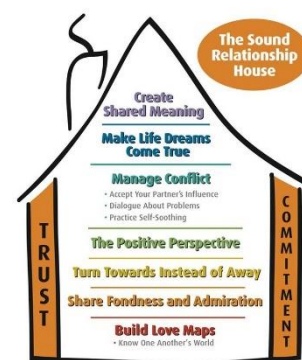 The Sound
Relationship
House
Create
Shared Meaning
Make Life Dreams
Come True
Manage Conflict
• Accept Your Partner's Influence
• Dialogue About Problems
• Practice Self-Soothing
The Positive Perspective
Turn Towards Instead of Away
Share Fondness and Admiration
Build Love Maps
• Know One Another's World
TRUST
COMMITMENT